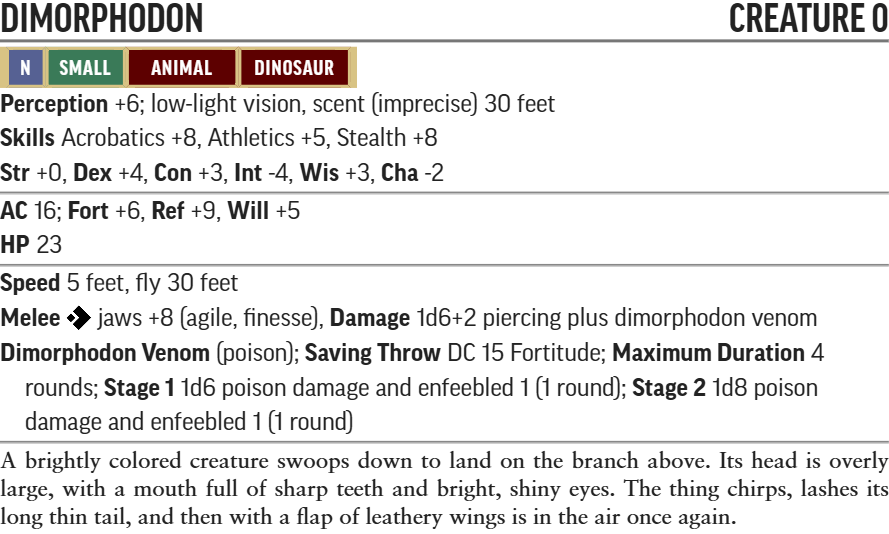 DIMORPHODON CREATURE 0
N SMALL ANIMAL DINOSAUR
Perception +6; low-light vision, scent (imprecise) 30 feet
Skills Acrobatics +8, Athletics +5, Stealth +8
Str +0, Dex +4, Con +3, Int -4, Wis +3, Cha -2
AC 16; Fort +6, Ref +9, Will +5
HP 23
Speed 5 feet, fly 30 feet
Melee jaws +8 (agile, finesse), Damage 1d6+2 piercing plus dimorphodon venom
Dimorphodon Venom (poison); Saving Throw DC 15 Fortitude; Maximum Duration 4
rounds; Stage 1 1d6 poison damage and enfeebled 1 (1 round); Stage 2 1d8 poison
damage and enfeebled 1 (1 round)
A brightly colored creature swoops down to land on the branch above. Its head is overly
large, with a mouth full of sharp teeth and bright, shiny eyes. The thing chirps, lashes its
long thin tail, and then with a flap of leathery wings is in the air once again.